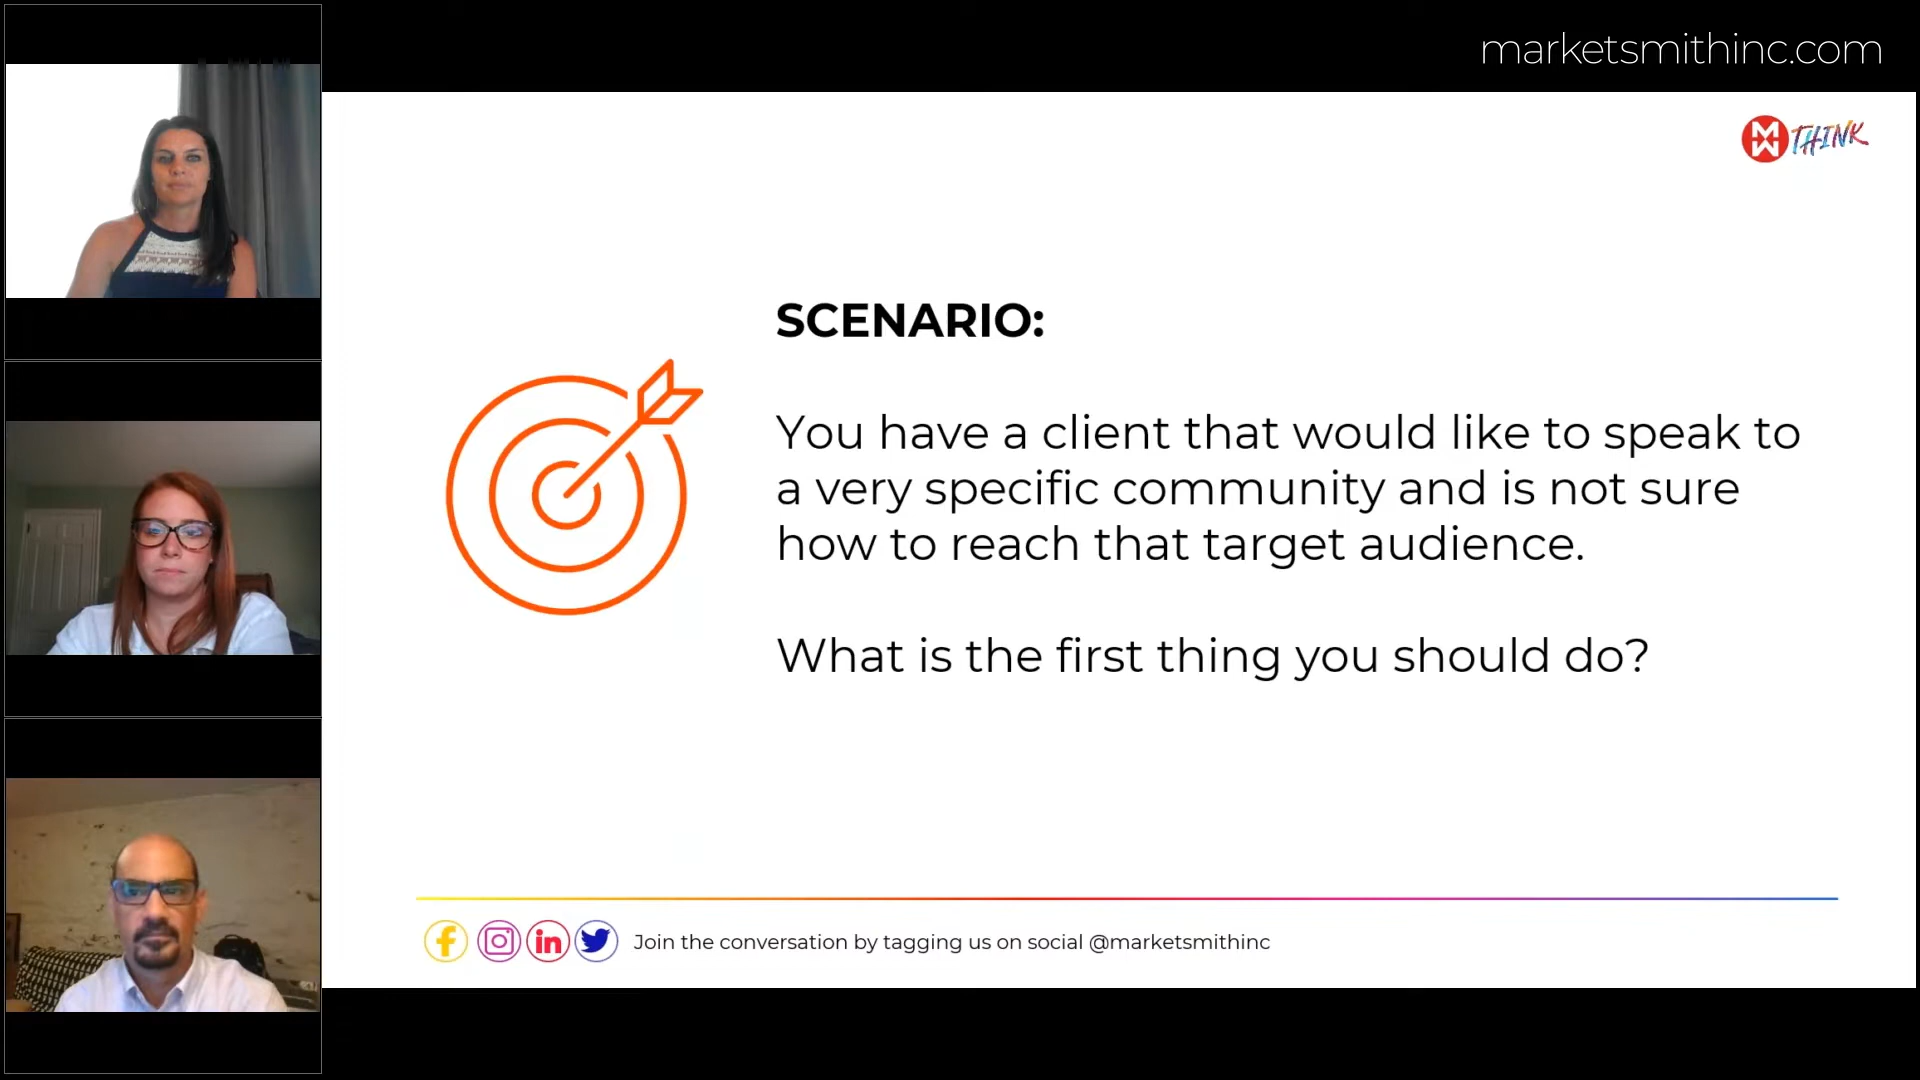 marketsmithinc.com
THINK
SCENARIO:
You have a client that would like to speak to
a very specific community and is not sure
how to reach that target audience.
What is the first thing you should do?
Join the conversation by tagging us on social @marketsmithinc